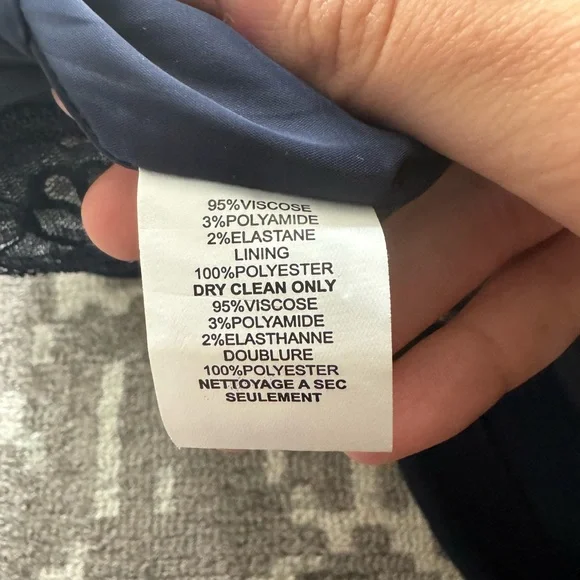 95%VISCOSE
3%POLYAMIDE
2%ELASTANE
LINING
100%POLYESTER
DRY CLEAN ONLY
95%VISCOSE
3%POLYAMIDE
2%ELASTHANNE
DOUBLURE
100%POLYESTER
NETTOYAGE A SEC
SEULEMENT